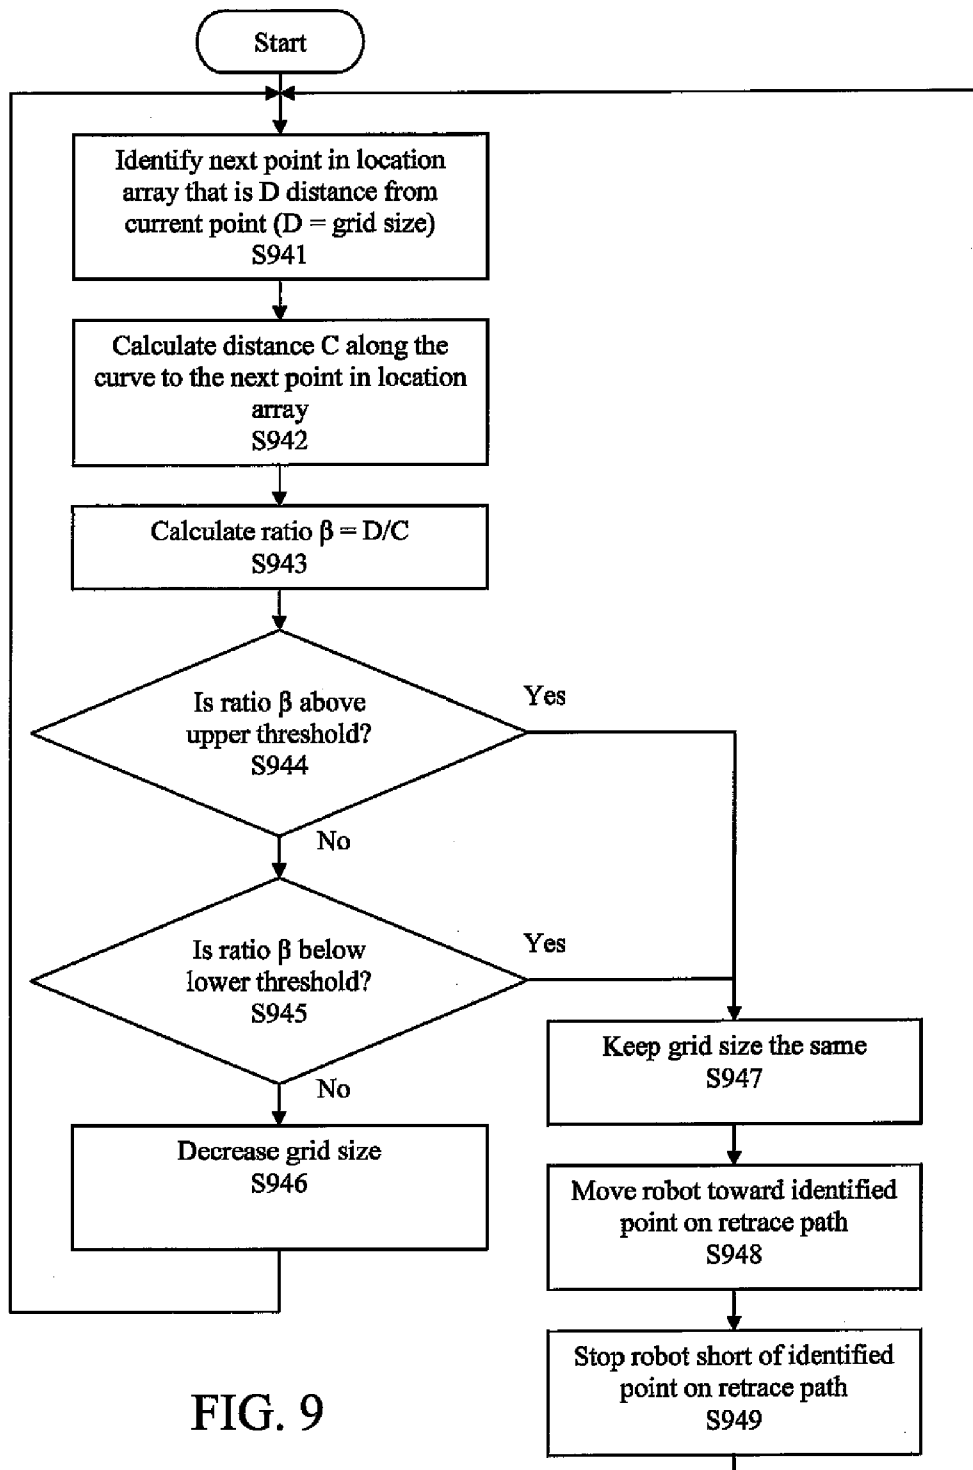 Start
Identify next point in location
array that is D distance from
current point (D = grid size)
S941
Calculate distance C along the
curve to the next point in location
array
S942
Calculate ratio β = D/C
S943
Is ratio β above
upper threshold?
S944
Yes
No
Is ratio β below
lower threshold?
S945
Yes
No
Decrease grid size
S946
Keep grid size the same
S947
Move robot toward identified
point on retrace path
S948
Stop robot short of identified
point on retrace path
S949
FIG. 9